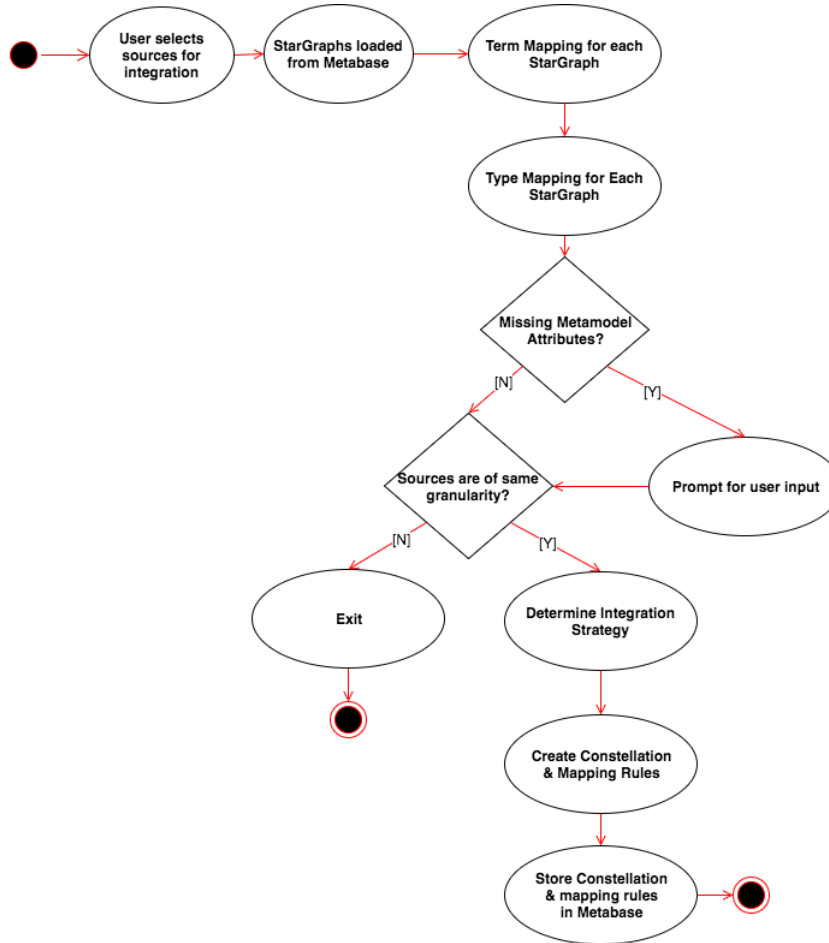 User selects
sources for
integration
StarGraphs loaded
from Metabase
Term Mapping for each
StarGraph
Type Mapping for Each
StarGraph
Missing Metamodel
Attributes?
[N]
[Y]
Sources are of same
granularity?
Prompt for user input
[N]
[Y]
Exit
Determine Integration
Strategy
Create Constellation
& Mapping Rules
Store Constellation
& mapping rules
in Metabase